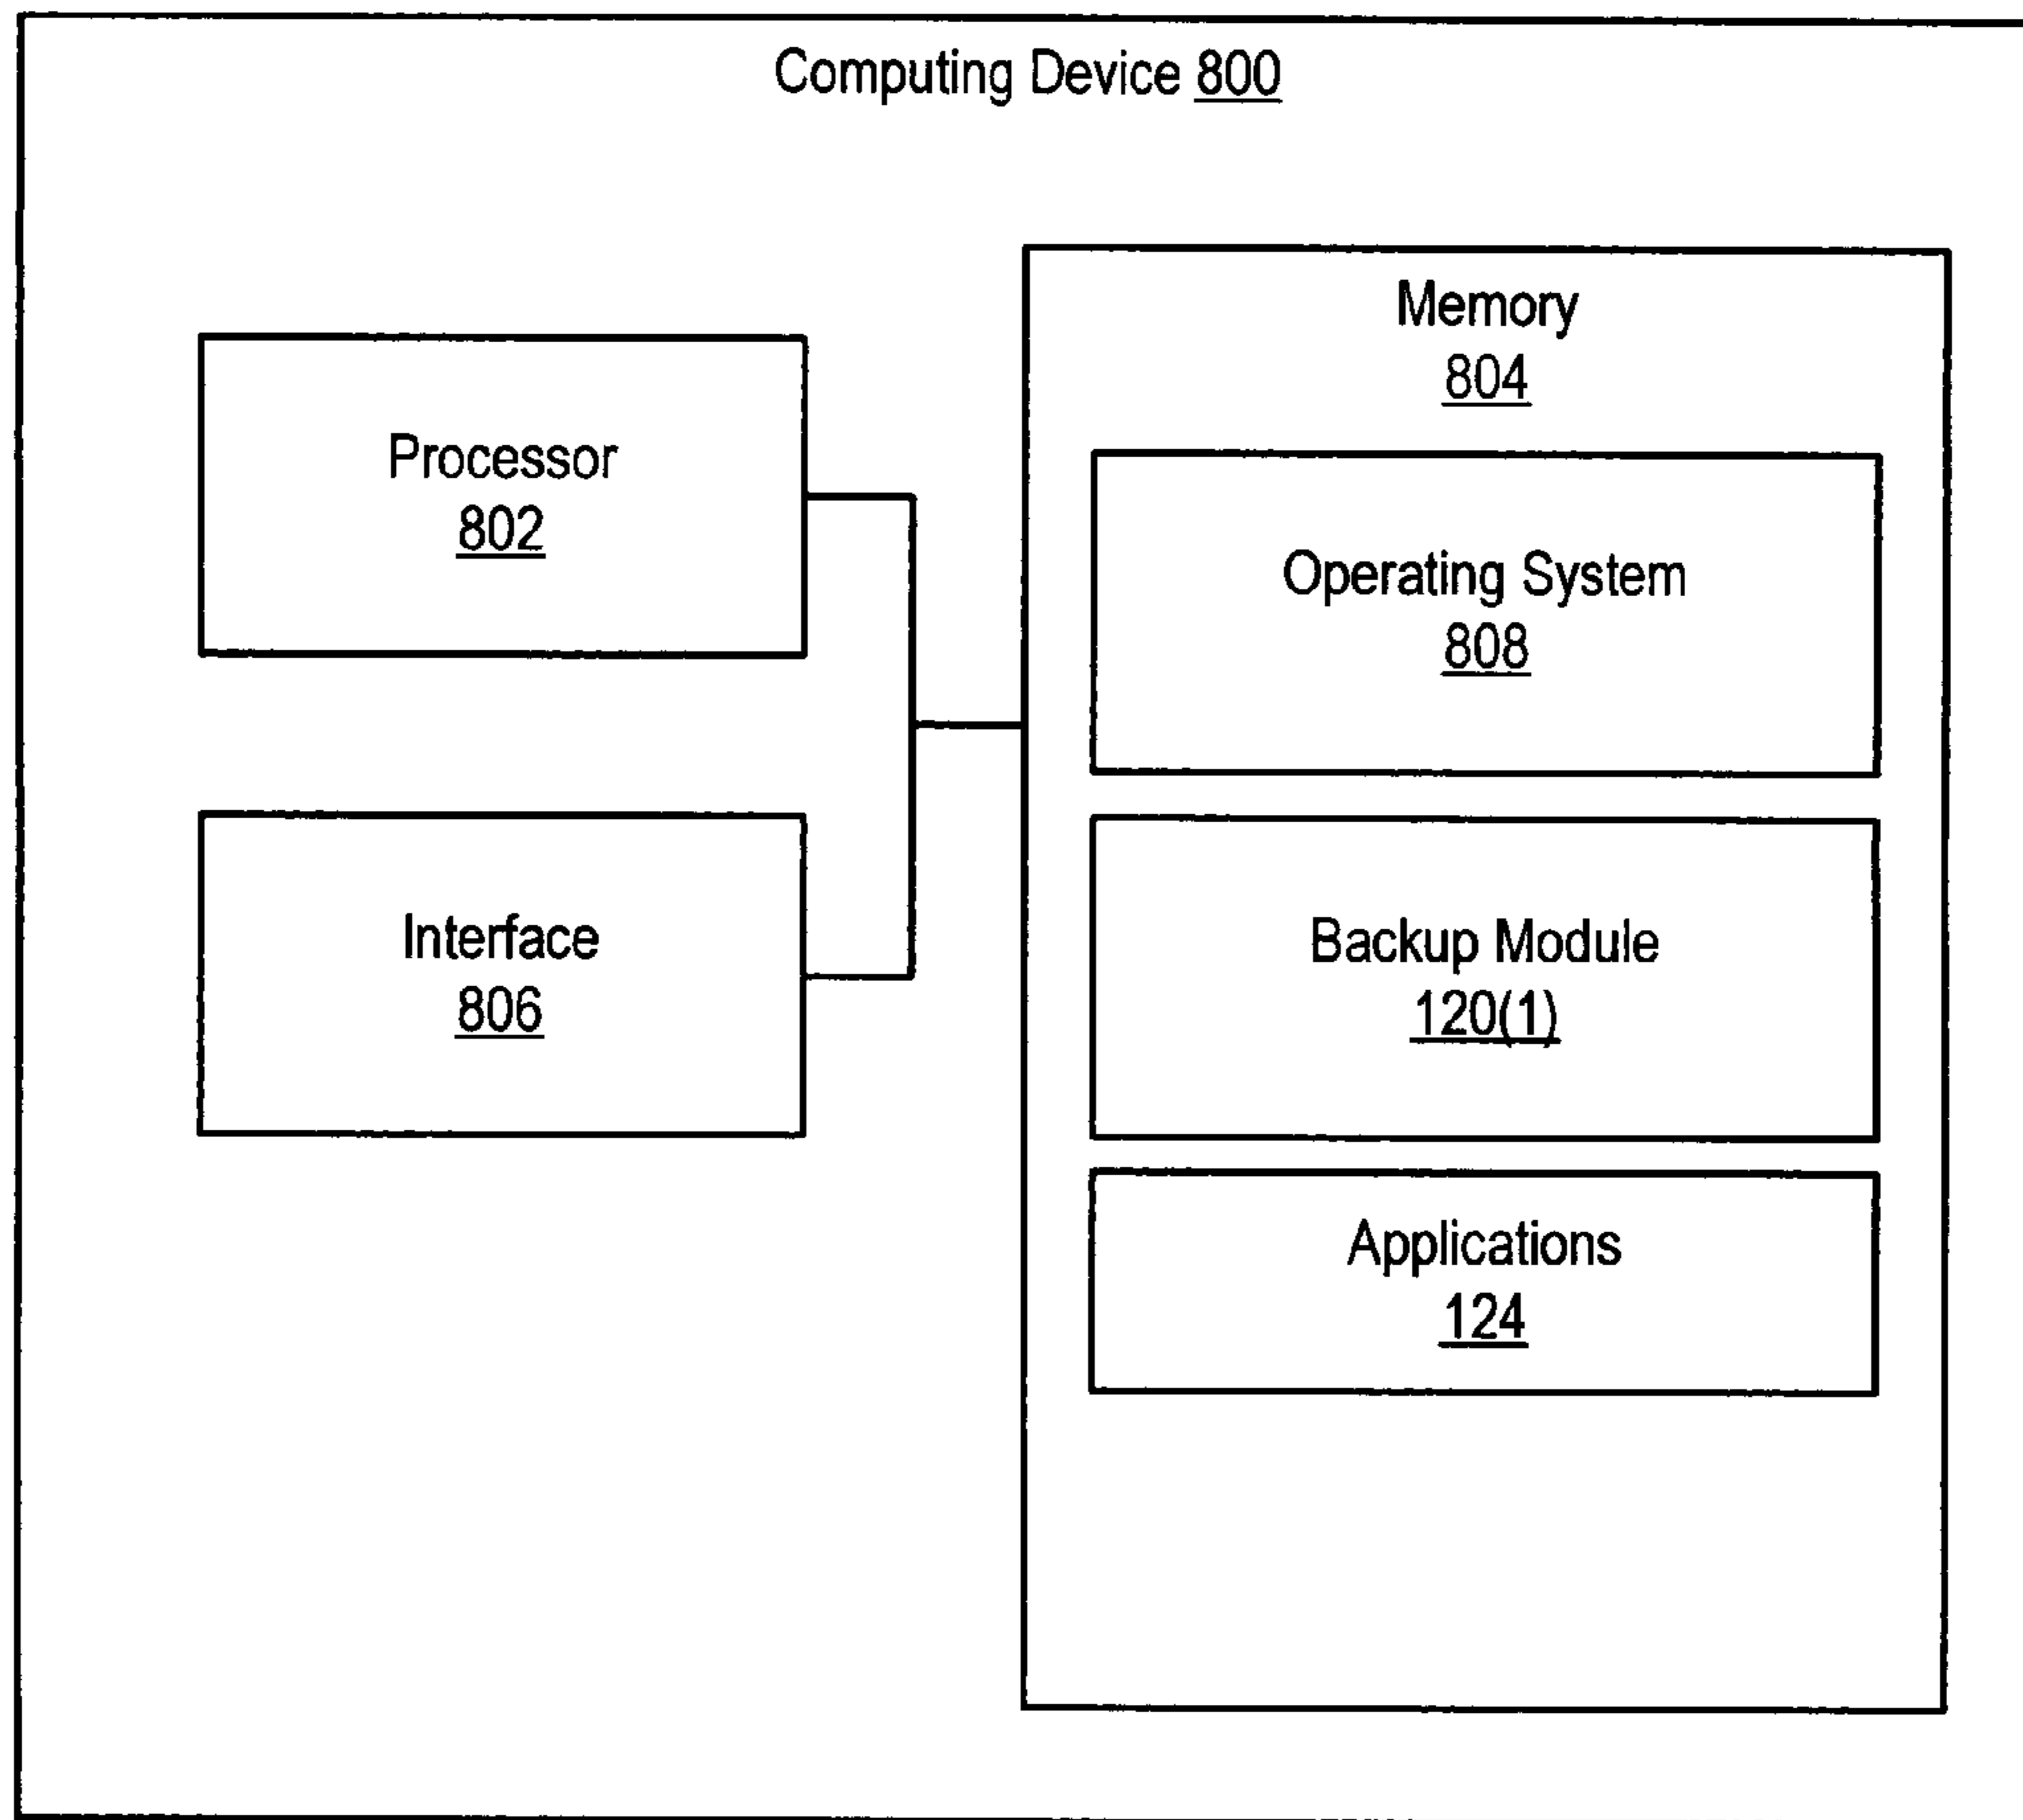 Computing Device 800
Processor
802
Interface
806
Memory
804
Operating System
808
Backup Module
120(1)
Applications
124